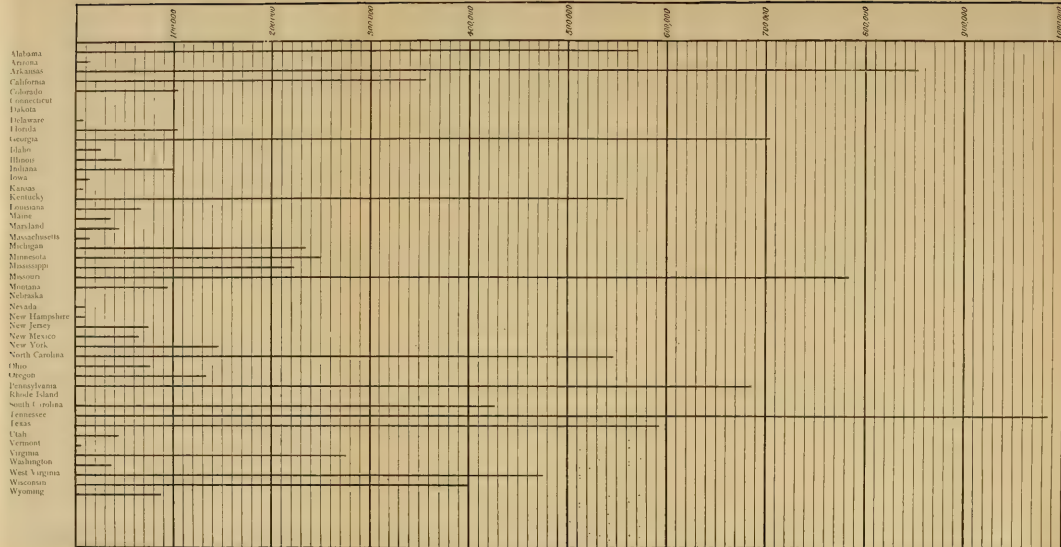 100,000 200,000 300,000 400,000 500,000 600,000 700,000 800,000 900,000 1,000,000
Alabama
Arizona
Arkansas
California
Colorado
Connecticut
Dakota
Delaware
Florida
Georgia
Idaho
Illinois
Indiana
Iowa
Kansas
Kentucky
Louisiana
Maine
Maryland
Massachusetts
Michigan
Minnesota
Mississippi
Missouri
Montana
Nebraska
Nevada
New Hampshire
New Jersey
New Mexico
New York
North Carolina
Ohio
Oregon
Pennsylvania
Rhode Island
South Carolina
Tennessee
Texas
Utah
Vermont
Virginia
Washington
West Virginia
Wisconsin
Wyoming